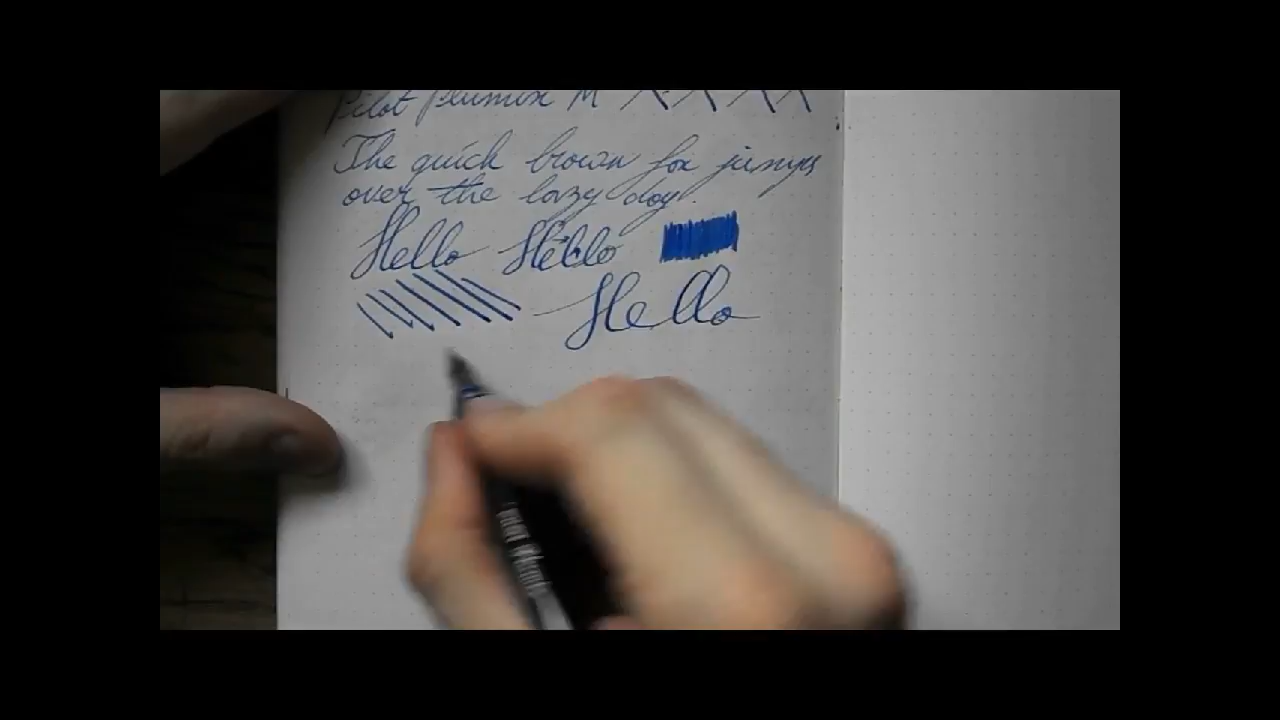 Pilot Plumix M
The quick brown fox jumps
over the lazy dog.
Hello Hello
Hello